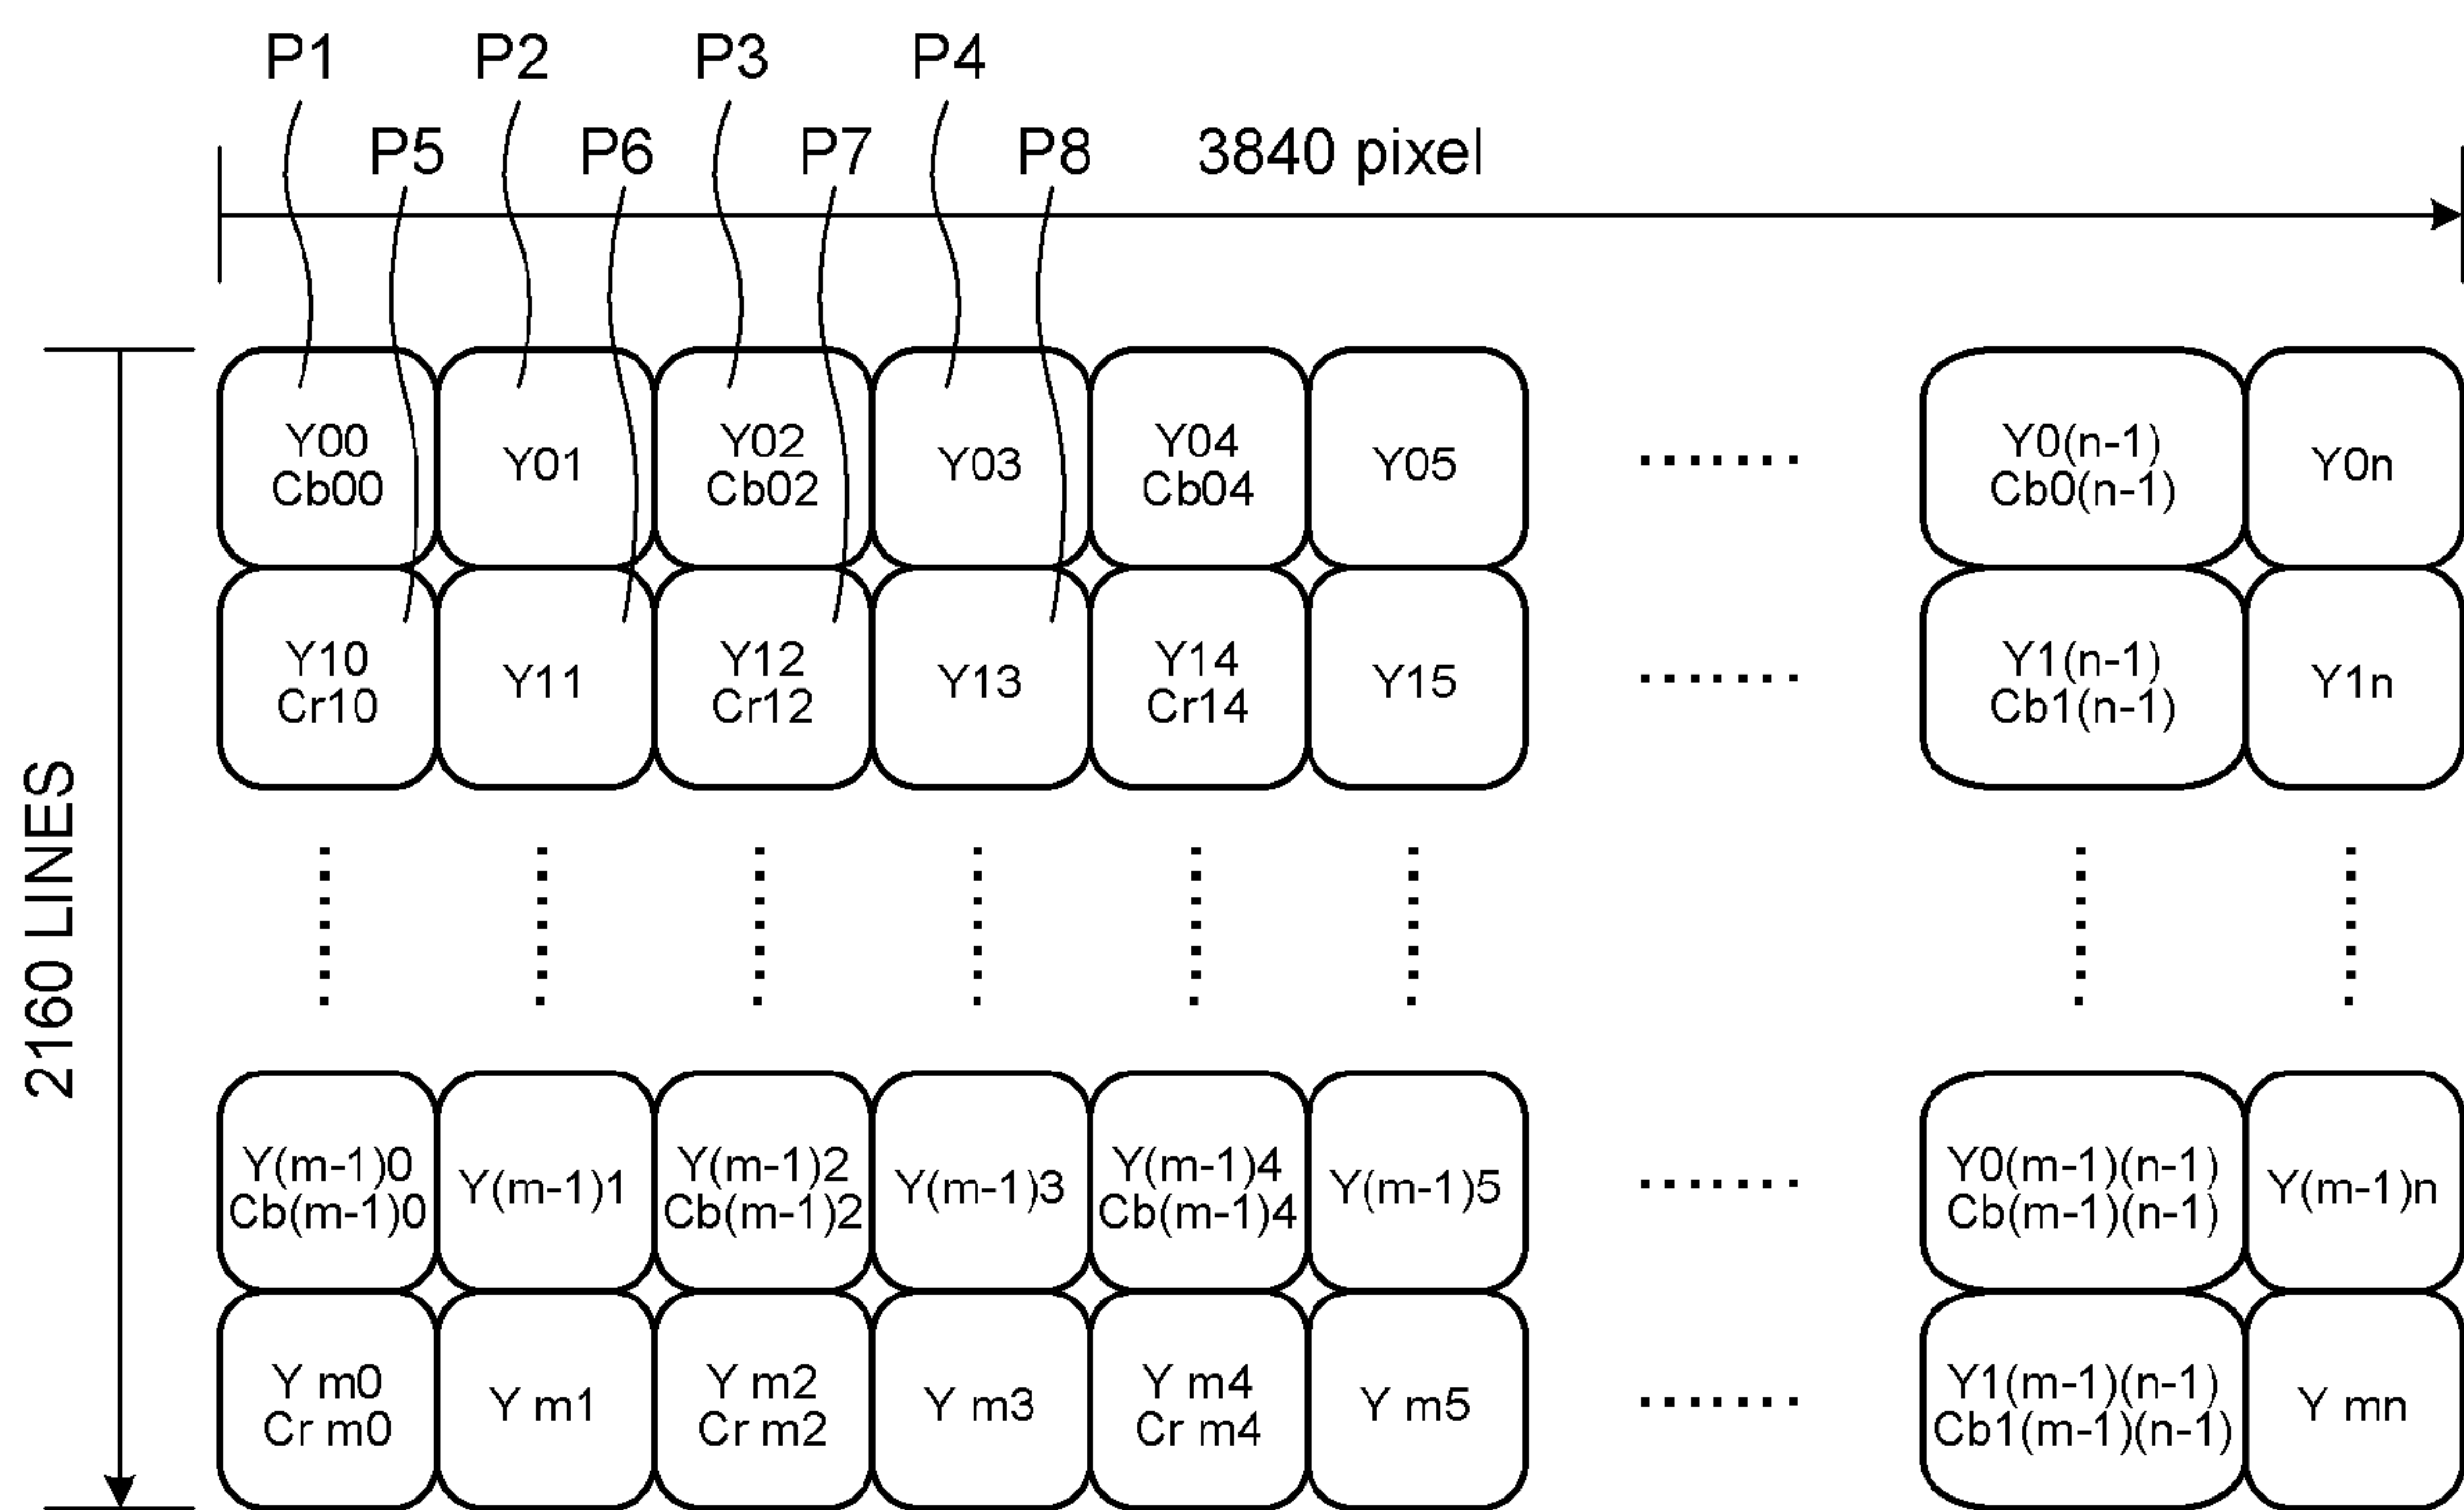 P1 P2 P3 P4
P5 P6 P7 P8 3840 pixel
2160 LINES
Y00 Y01 Y02 Y03 Y04 Y05 ······· Y0(n-1) Y0n
Cb00 Cb02 Cb04 Cb0(n-1)
Y10 Y11 Y12 Y13 Y14 Y15 ······· Y1(n-1) Y1n
Cr10 Cr12 Cr14 Cb1(n-1)
Y(m-1)0 Y(m-1)1 Y(m-1)2 Y(m-1)3 Y(m-1)4 Y(m-1)5 ······· Y0(m-1)(n-1) Y(m-1)n
Cb(m-1)0 Cb(m-1)2 Cb(m-1)4 Cb(m-1)(n-1)
Y m0 Y m1 Y m2 Y m3 Y m4 Y m5 ······· Y1(m-1)(n-1) Y mn
Cr m0 Cr m2 Cr m4 Cb1(m-1)(n-1)